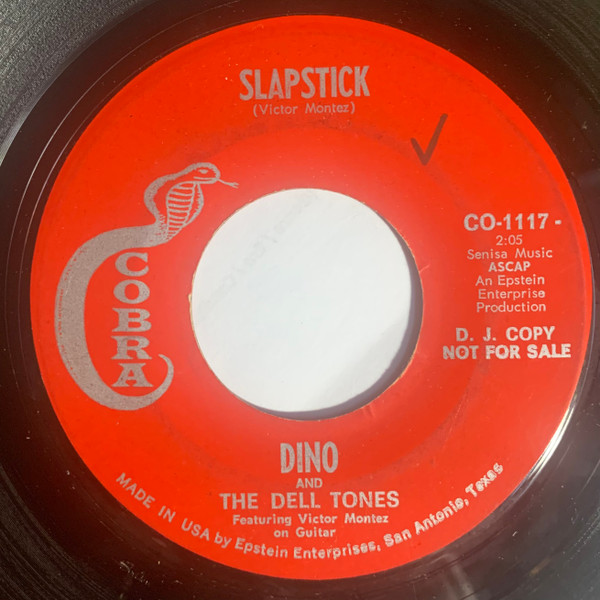 SLAPSTICK
(Victor Montez)
COBRA
CO-1117-
2:05
Senisa Music
ASCAP
An Epstein
Enterprise
Production
D. J. COPY
NOT FOR SALE
DINO
AND
THE DELL TONES
Featuring Victor Montez
on Guitar
MADE IN USA by Epstein Enterprises, San Antonio, Texas